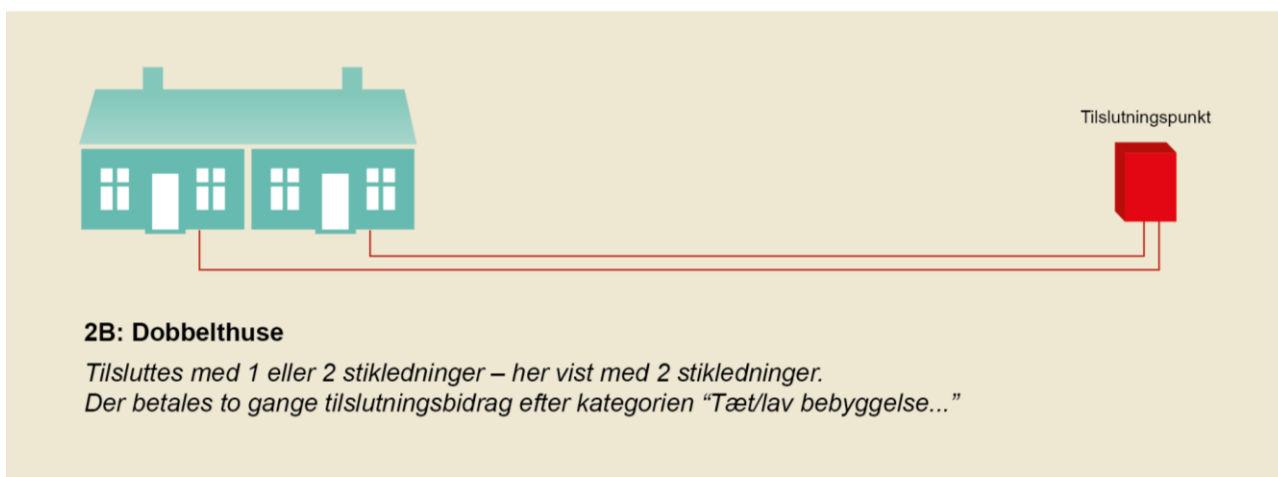 Tilslutningspunkt
2B: Dobbelthuse
Tilsluttes med 1 eller 2 stikledninger – her vist med 2 stikledninger.
Der betales to gange tilslutningsbidrag efter kategorien “Tæt/lav bebyggelse...”